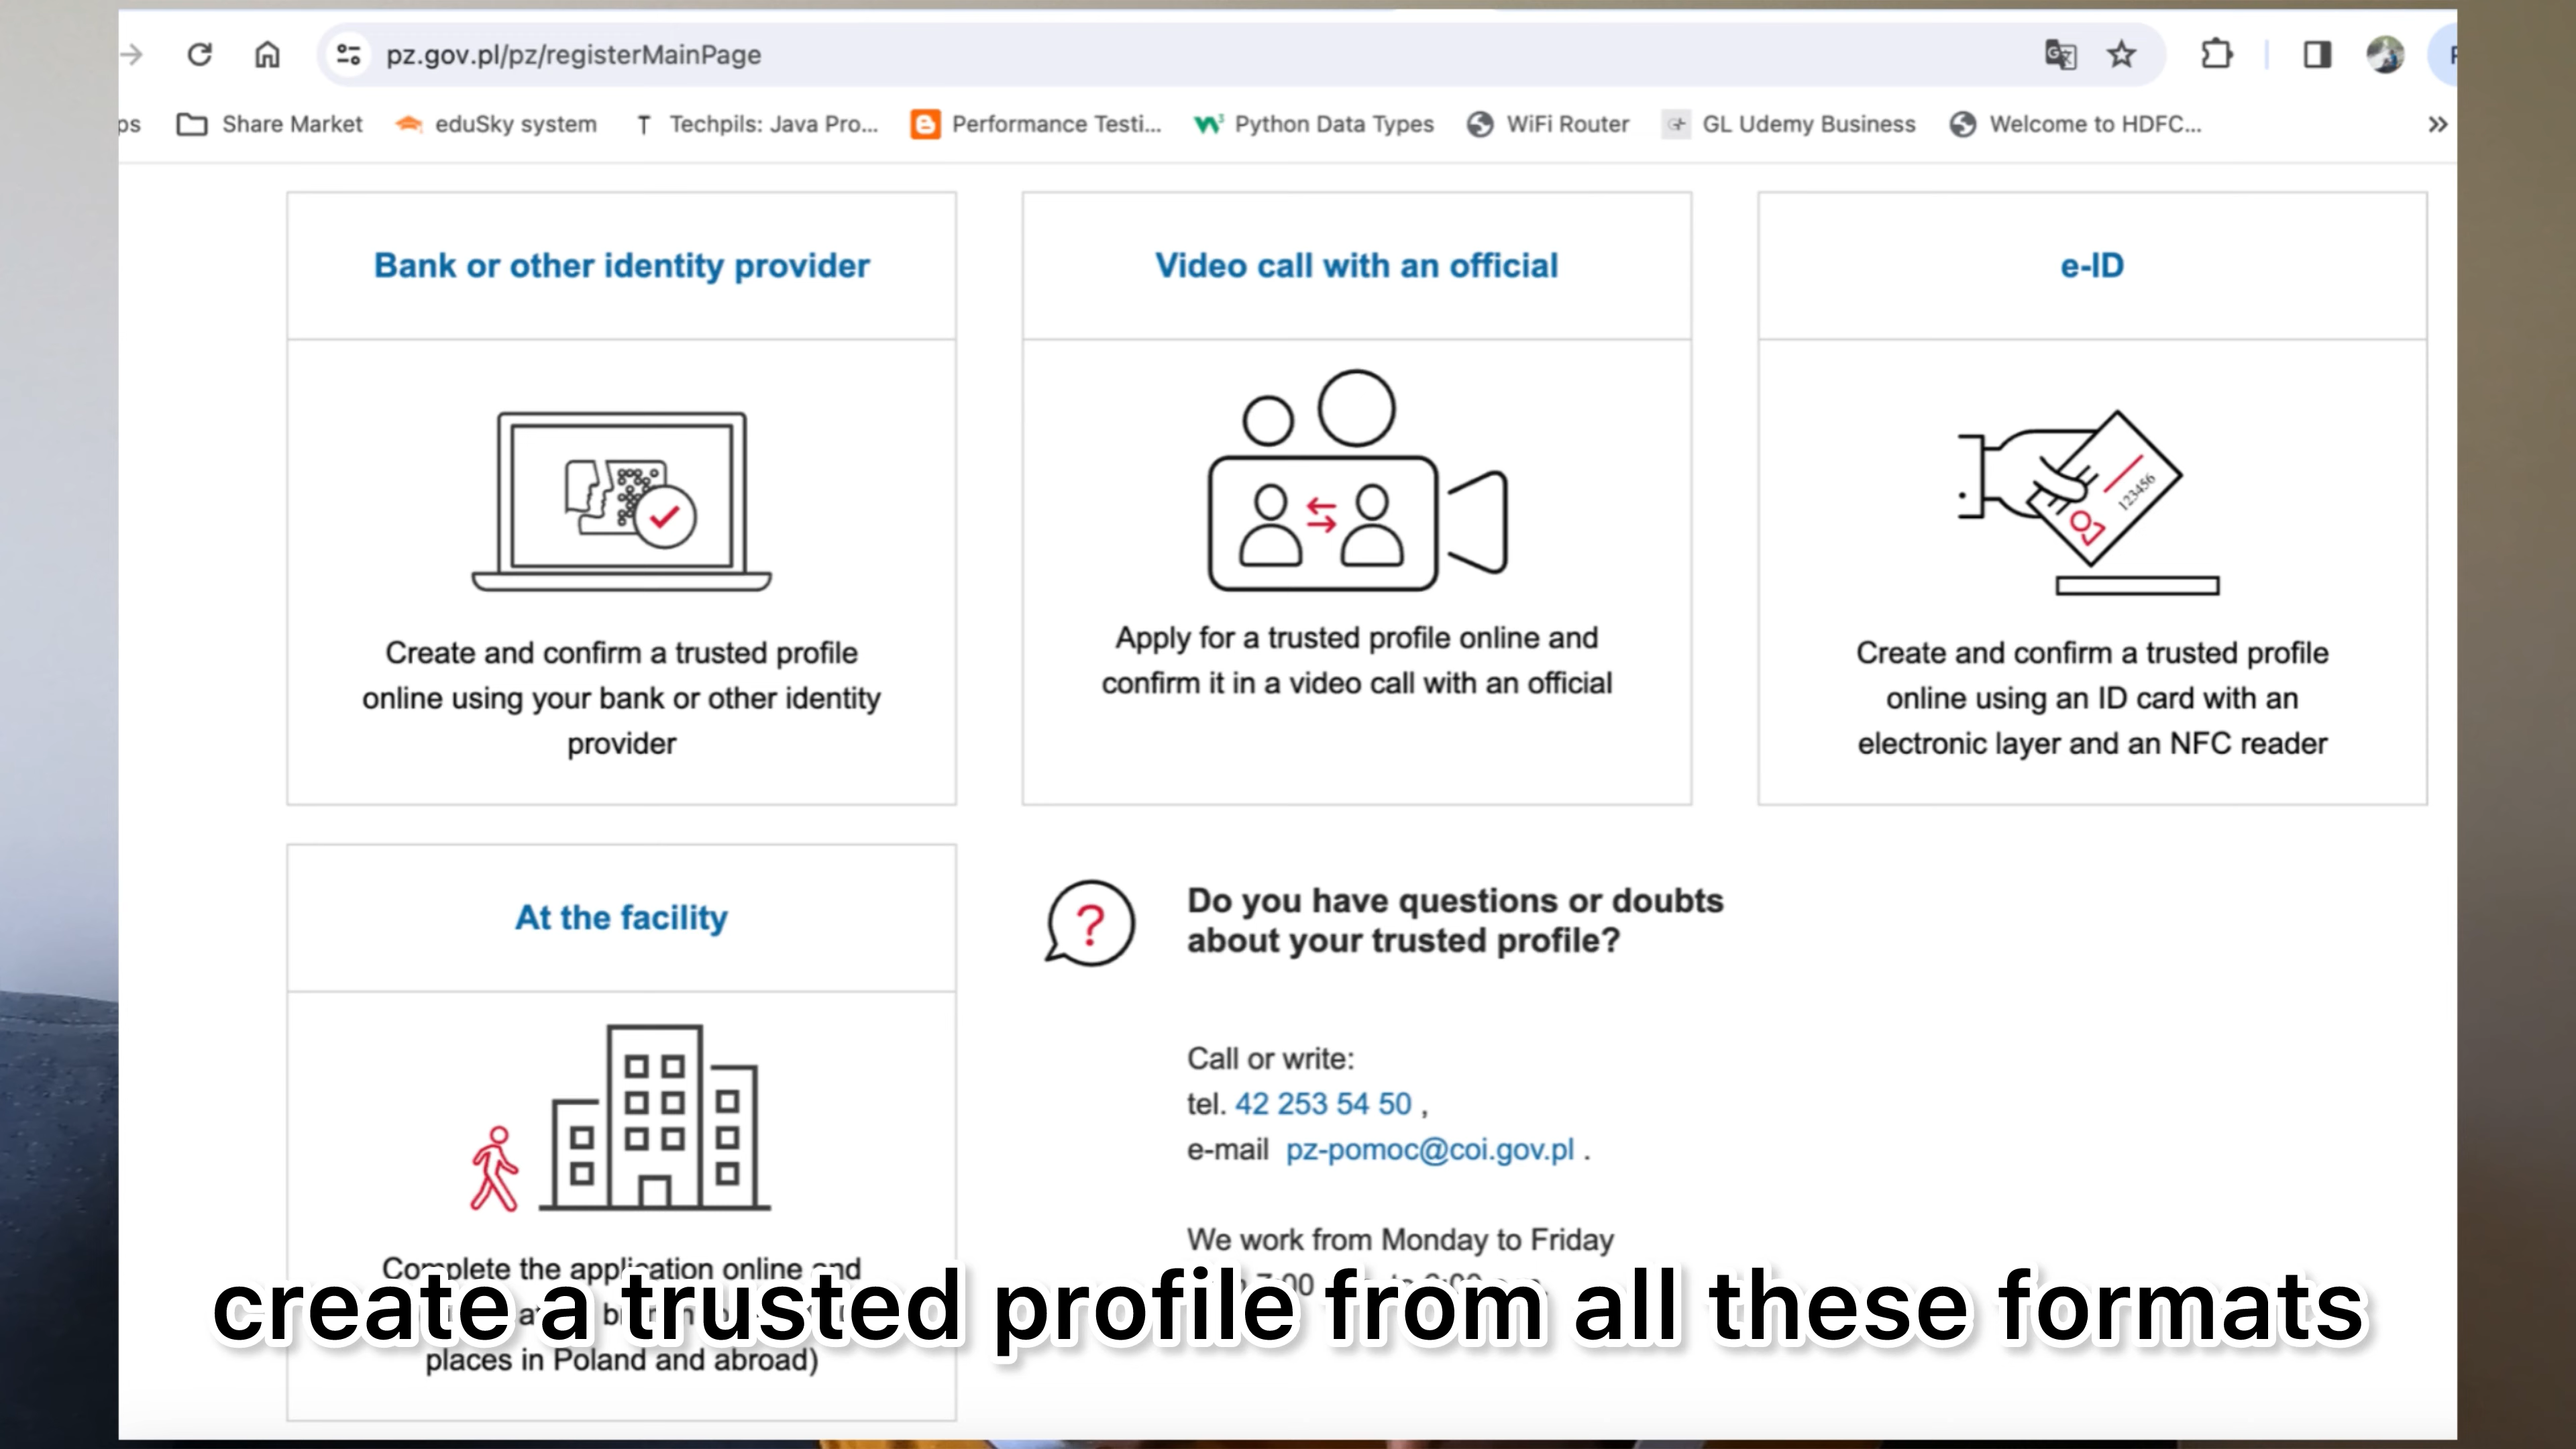 pz.gov.pl/pz/registerMainPage
ps Share Market eduSky system Techpils: Java Pro... Performance Testi... Python Data Types WiFi Router GL Udemy Business Welcome to HDFC...
Bank or other identity provider
Create and confirm a trusted profile
online using your bank or other identity
provider
Video call with an official
Apply for a trusted profile online and
confirm it in a video call with an official
e-ID
123456
Create and confirm a trusted profile
online using an ID card with an
electronic layer and an NFC reader
At the facility
Complete the application online and
places in Poland and abroad)
Do you have questions or doubts
about your trusted profile?
Call or write:
tel. 42 253 54 50 ,
e-mail pz-pomoc@coi.gov.pl .
We work from Monday to Friday
create a trusted profile from all these formats